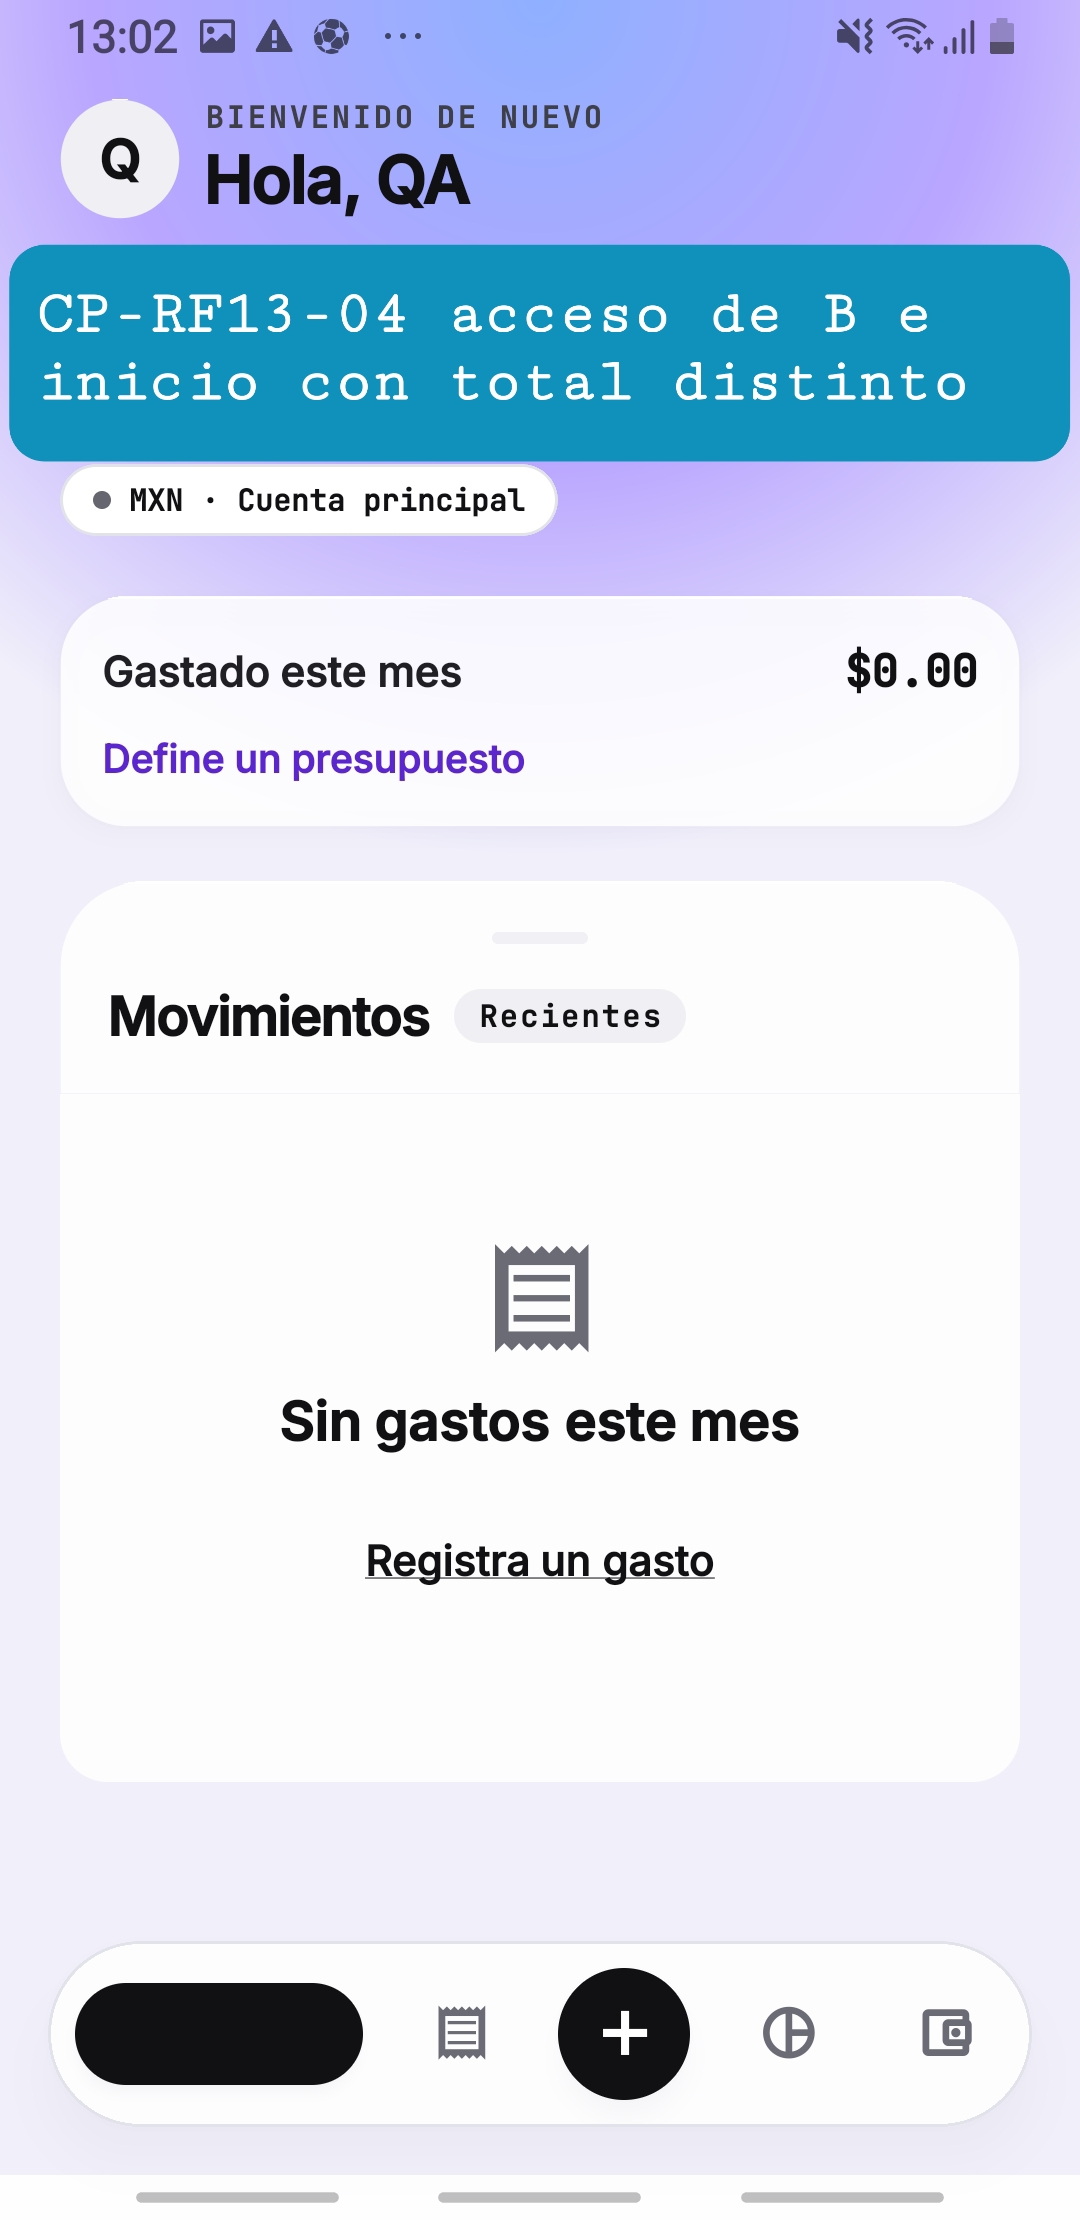 13:02
BIENVENIDO DE NUEVO
Q
Hola, QA
CP-RF13-04 acceso de B e
inicio con total distinto
MXN · Cuenta principal
Gastado este mes
$0.00
Define un presupuesto
Movimientos
Recientes
Sin gastos este mes
Registra un gasto